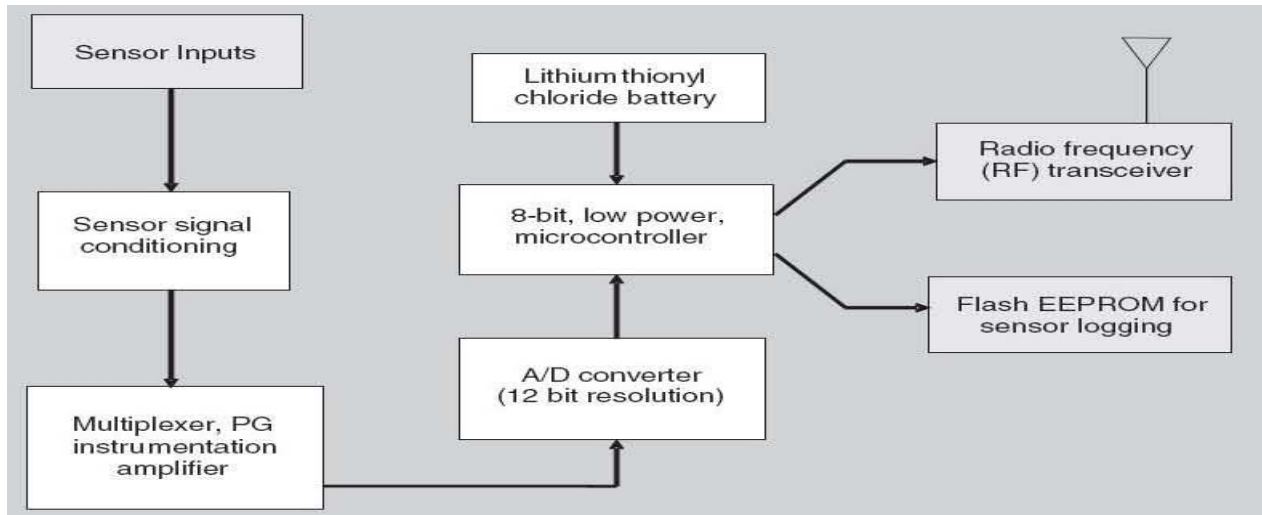 Sensor Inputs
Sensor signal
conditioning
Multiplexer, PG
instrumentation
amplifier
Lithium thionyl
chloride battery
8-bit, low power,
microcontroller
A/D converter
(12 bit resolution)
Radio frequency
(RF) transceiver
Flash EEPROM for
sensor logging